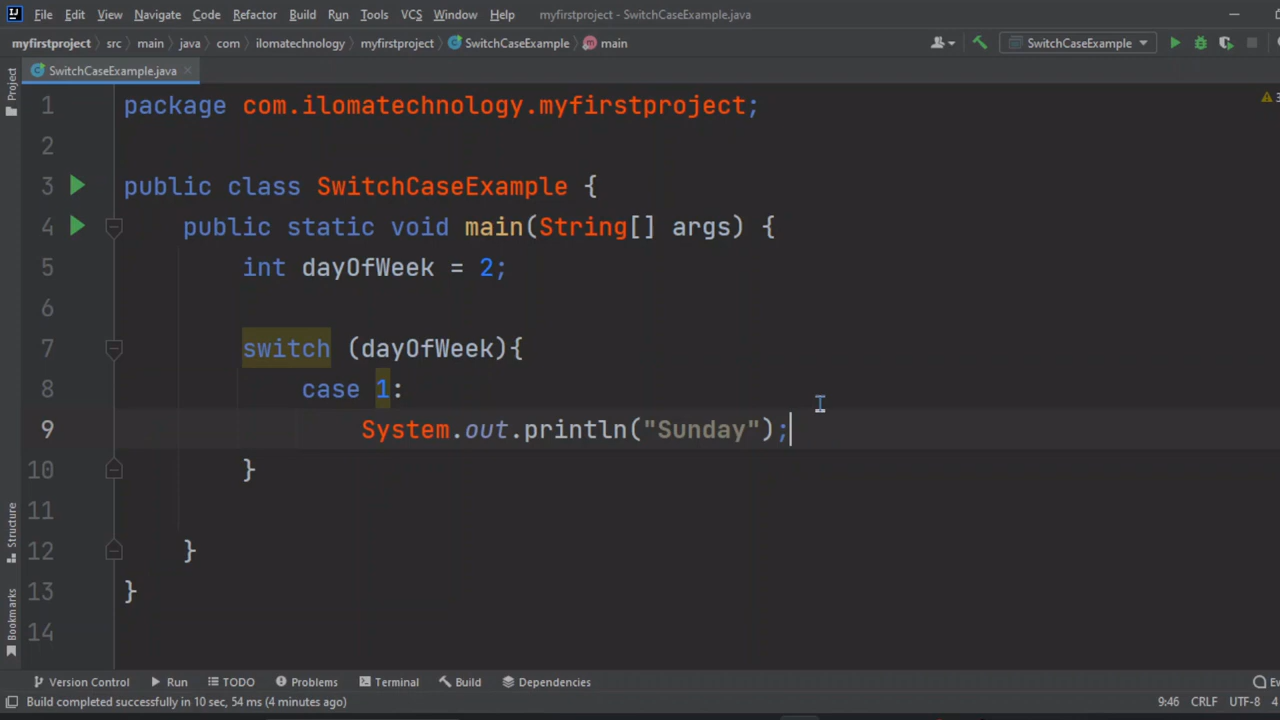 File Edit View Navigate Code Refactor Build Run Tools VCS Window Help myfirstproject - SwitchCaseExample.java
myfirstproject src main java com ilomatechnology myfirstproject SwitchCaseExample main SwitchCaseExample
SwitchCaseExample.java
Project
1 package com.ilomatechnology.myfirstproject;
2
3 public class SwitchCaseExample {
4 public static void main(String[] args) {
5 int dayOfWeek = 2;
6
7 switch (dayOfWeek){
8 case 1:
9 System.out.println("Sunday");
10 }
11
12 }
13 }
14
Structure
Bookmarks
Version Control Run TODO Problems Terminal Build Dependencies
Build completed successfully in 10 sec, 54 ms (4 minutes ago) 9:46 CRLF UTF-8 4